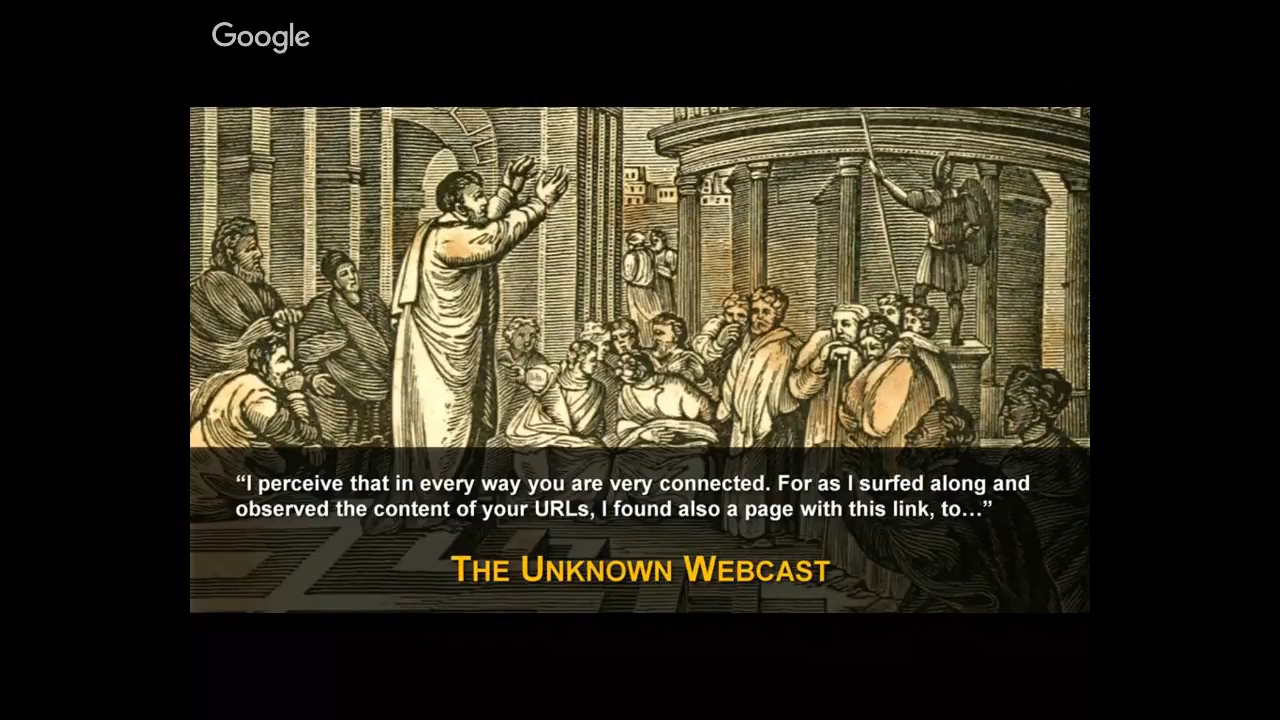 Google
“I perceive that in every way you are very connected. For as I surfed along and
observed the content of your URLs, I found also a page with this link, to…”
THE UNKNOWN WEBCAST